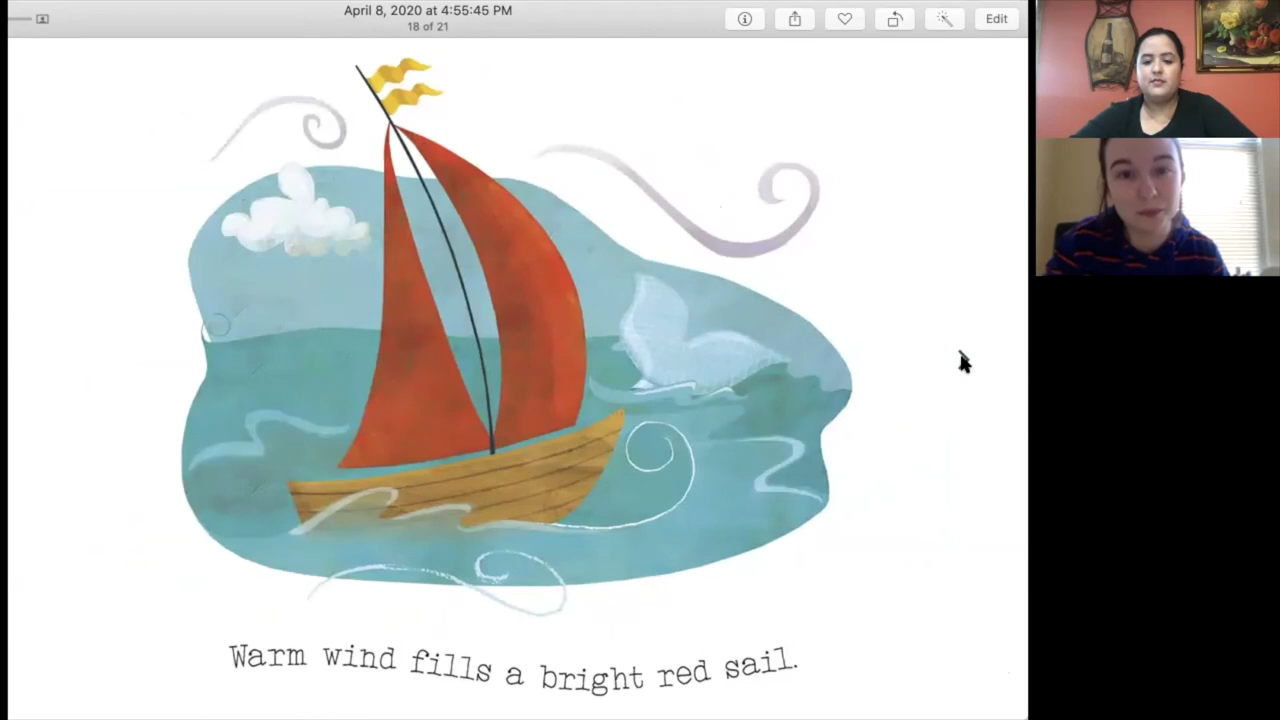 April 8, 2020 at 4:55:45 PM
18 of 21
Edit
Warm wind fills a bright red sail.